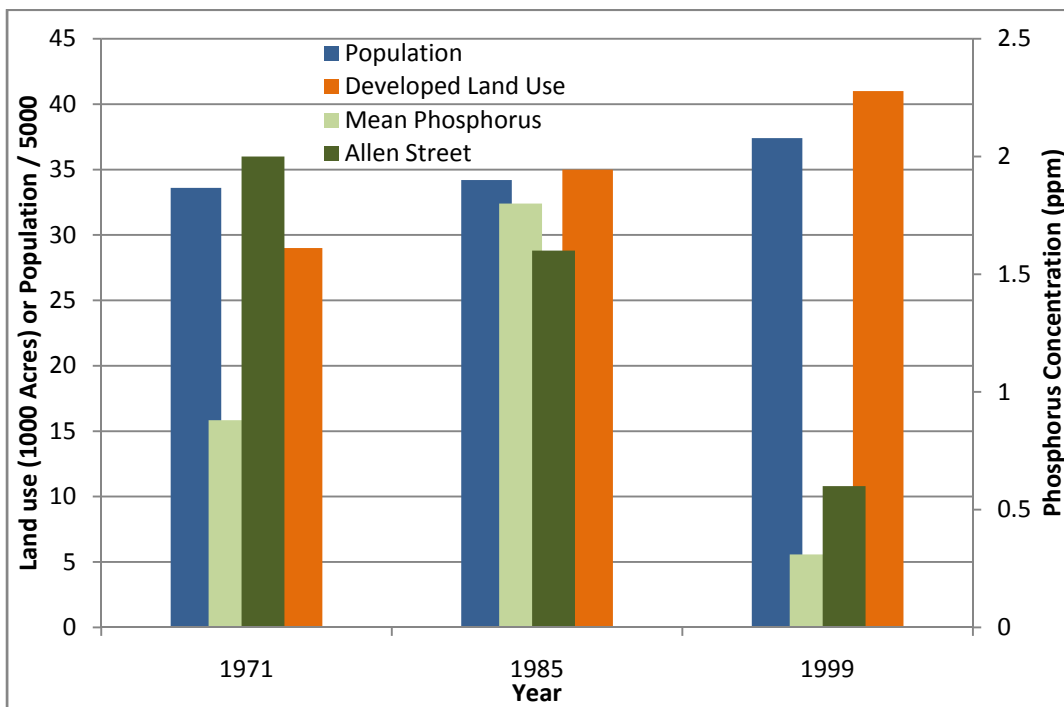 Population
Developed Land Use
Mean Phosphorus
Allen Street
Land use (1000 Acres) or Population / 5000
45
40
35
30
25
20
15
10
5
0
Phosphorus Concentration (ppm)
2.5
2
1.5
1
0.5
0
1971
1985
1999
Year